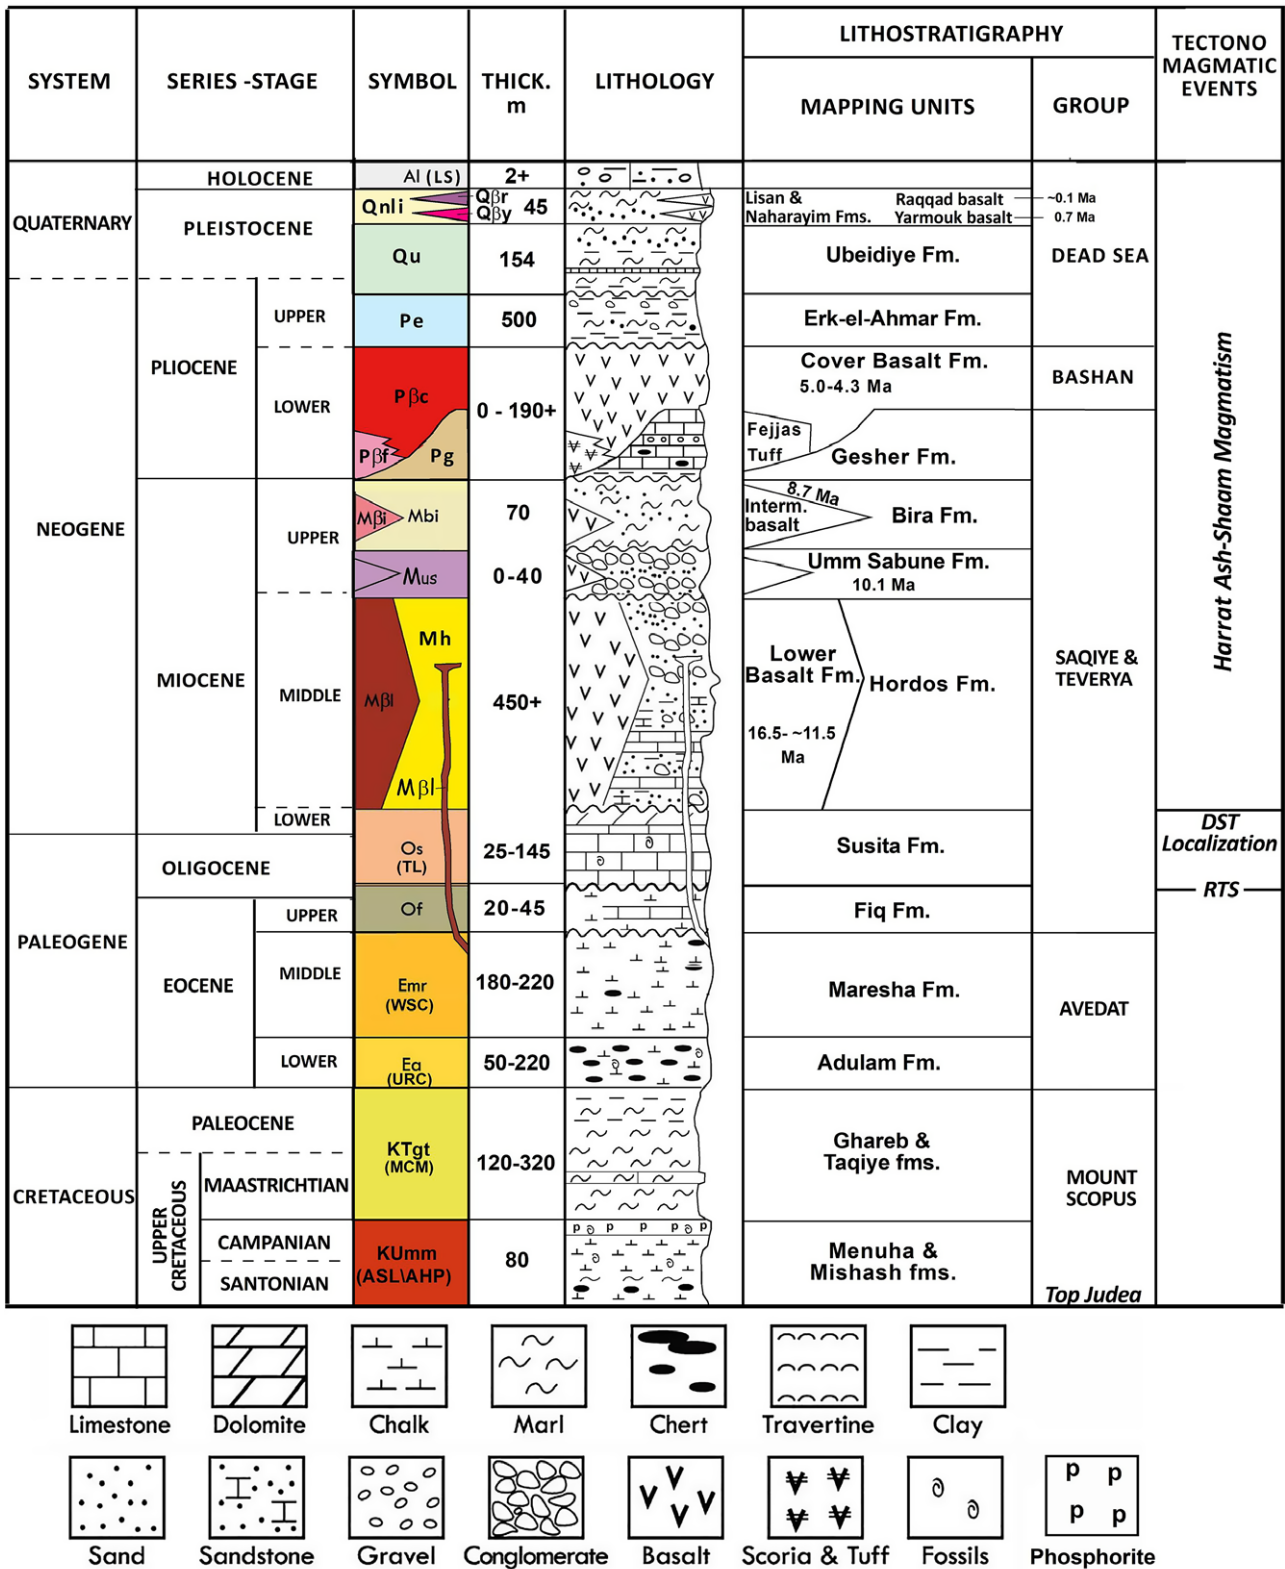 SYSTEM
SERIES -STAGE
SYMBOL
THICK.
m
LITHOLOGY
LITHOSTRATIGRAPHY
MAPPING UNITS
GROUP
TECTONO
MAGMATIC
EVENTS
HOLOCENE
Al (LS)
2+
QUATERNARY
PLEISTOCENE
Qnli
Qβr
Qβy
45
Lisan &
Naharayim Fms.
Raqqad basalt
Yarmouk basalt
~0.1 Ma
0.7 Ma
Qu
154
Ubeidiye Fm.
DEAD SEA
NEOGENE
PLIOCENE
UPPER
Pe
500
Erk-el-Ahmar Fm.
LOWER
Pβc
0 - 190+
Cover Basalt Fm.
5.0-4.3 Ma
BASHAN
Pβf
Pg
Fejjas
Tuff
Gesher Fm.
MIOCENE
UPPER
Mβi
Mbi
70
8.7 Ma
Interm.
basalt
Bira Fm.
Mus
0-40
Umm Sabune Fm.
10.1 Ma
MIDDLE
Mh
Mβl
Mβl
450+
Lower
Basalt Fm.
16.5- ~11.5
Ma
Hordos Fm.
SAQIYE &
TEVERYA
Harrat Ash-Shaam Magmatism
LOWER
PALEOGENE
OLIGOCENE
Os
(TL)
25-145
Susita Fm.
DST
Localization
RTS
EOCENE
UPPER
Of
20-45
Fiq Fm.
MIDDLE
Emr
(WSC)
180-220
Maresha Fm.
AVEDAT
LOWER
Ea
(URC)
50-220
Adulam Fm.
CRETACEOUS
PALEOCENE
KTgt
(MCM)
120-320
Ghareb &
Taqiye fms.
MOUNT
SCOPUS
UPPER
CRETACEOUS
MAASTRICHTIAN
CAMPANIAN
SANTONIAN
KUmm
(ASL\AHP)
80
p p p p p
Menuha &
Mishash fms.
Top Judea
Limestone
Dolomite
Chalk
Marl
Chert
Travertine
Clay
Sand
Sandstone
Gravel
Conglomerate
Basalt
Scoria & Tuff
Fossils
p p
p p
Phosphorite